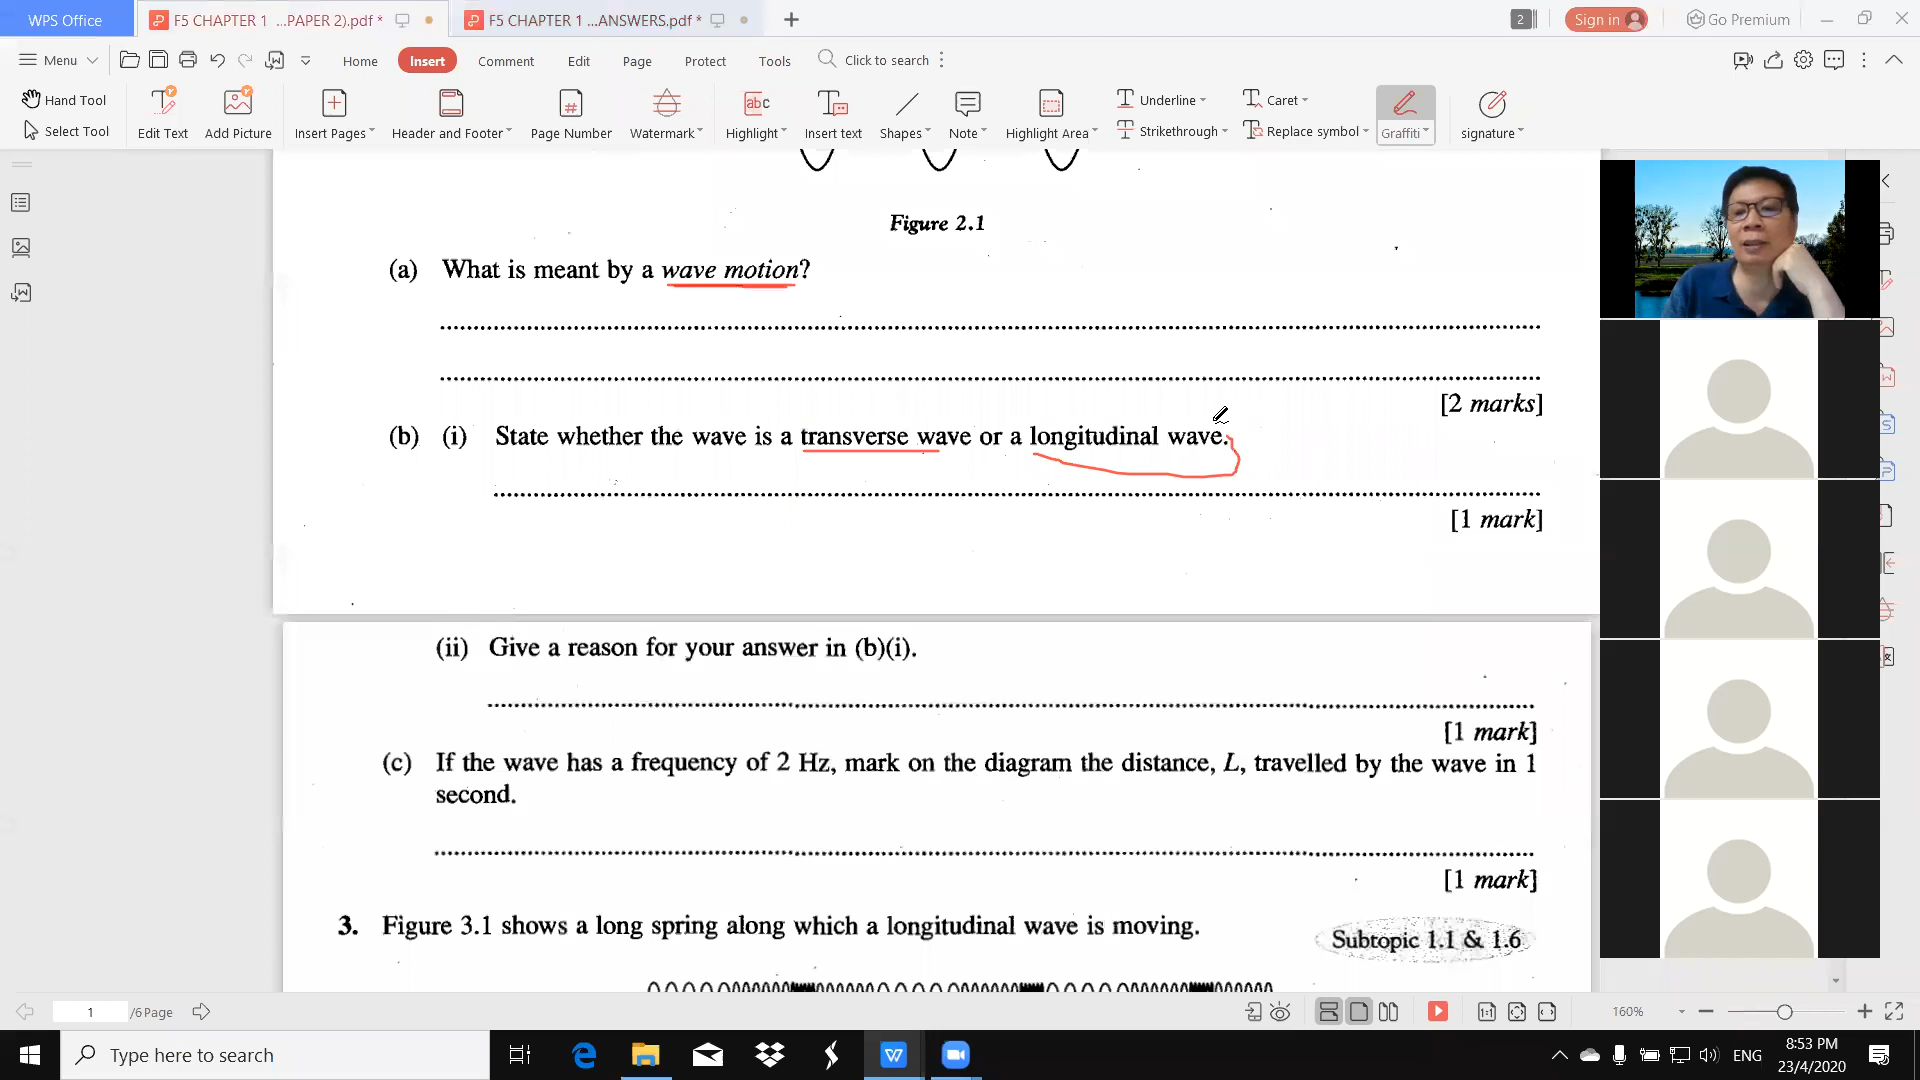 WPS Office F5 CHAPTER 1 ...PAPER 2).pdf * F5 CHAPTER 1 ...ANSWERS.pdf * 2 Sign in Go Premium
Menu Home Insert Comment Edit Page Protect Tools Click to search
Hand Tool
Select Tool
Edit Text Add Picture Insert Pages Header and Footer Page Number Watermark Highlight Insert text Shapes Note Highlight Area Underline Strikethrough Caret Replace symbol Graffiti signature
Figure 2.1
(a) What is meant by a wave motion?
[2 marks]
(b) (i) State whether the wave is a transverse wave or a longitudinal wave.
[1 mark]
(ii) Give a reason for your answer in (b)(i).
[1 mark]
(c) If the wave has a frequency of 2 Hz, mark on the diagram the distance, L, travelled by the wave in 1
second.
[1 mark]
3. Figure 3.1 shows a long spring along which a longitudinal wave is moving.
Subtopic 1.1 & 1.6
1 /6Page 160%
Type here to search ENG 8:53 PM
23/4/2020